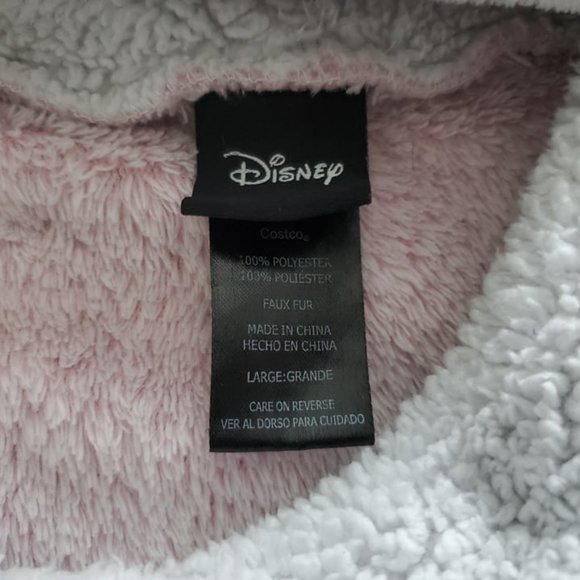 Disney
Costco®
100% POLYESTER
100% POLIÉSTER
FAUX FUR
MADE IN CHINA
HECHO EN CHINA
LARGE:GRANDE
CARE ON REVERSE
VER AL DORSO PARA CUIDADO